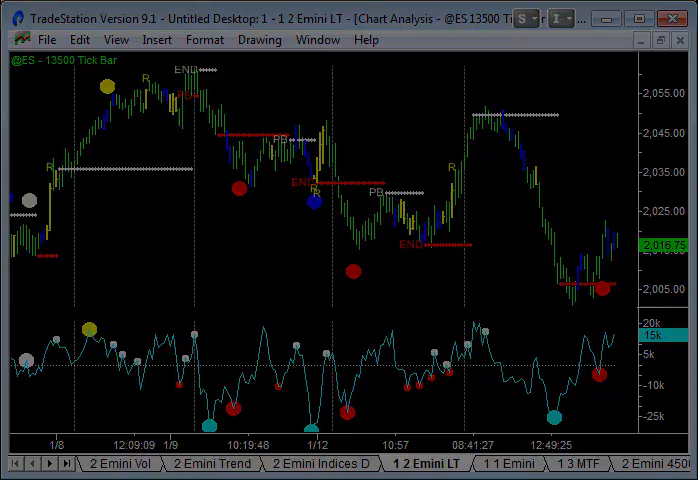 TradeStation Version 9.1 - Untitled Desktop: 1 - 1 2 Emini LT - [Chart Analysis - @ES 13500 Ti
S
I
File Edit View Insert Format Drawing Window Help
@ES - 13500 Tick Bar
END
R
2,055.00
2,045.00
PB
R
R
2,035.00
END
R
R
PB
2,025.00
END
2,016.75
2,005.00
20k
15k
5k
-10k
-25k
1/8 12:09:09 1/9 10:19:48 1/12 10:57 08:41:27 12:49:25
2 Emini Vol 2 Emini Trend 2 Emini Indices D 1 2 Emini LT 1 1 Emini 1 3 MTF 2 Emini 450